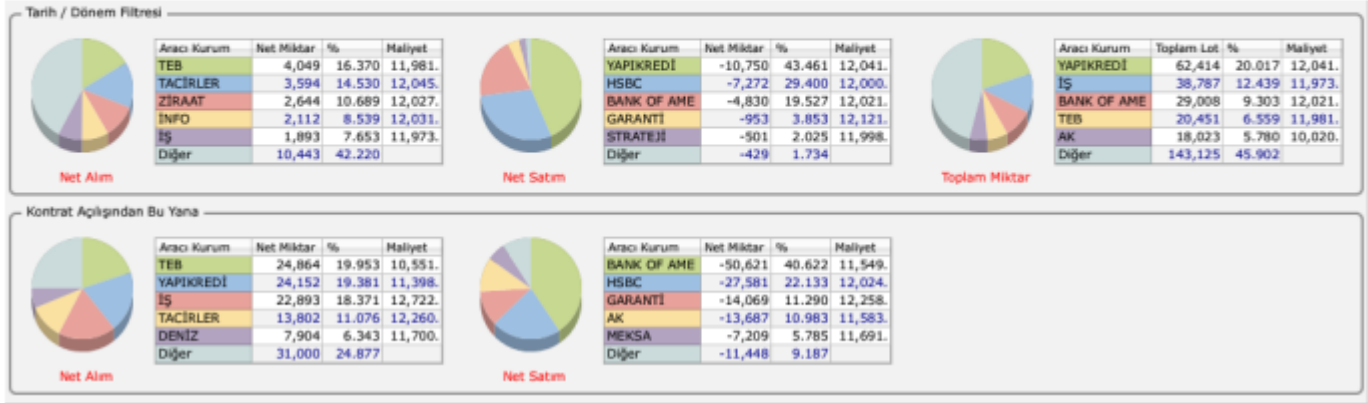 Tarih / Dönem Filtresi
Aracı Kurum Net Miktar % Maliyet
TEB 4,049 16.370 11,981.
TACİRLER 3,594 14.530 12,045.
ZİRAAT 2,644 10.689 12,027.
İNFO 2,112 8.539 12,031.
İŞ 1,893 7.653 11,973.
Diğer 10,443 42.220
Net Alım
Aracı Kurum Net Miktar % Maliyet
YAPIKREDİ -10,750 43.461 12,041.
HSBC -7,272 29.400 12,000.
BANK OF AME -4,830 19.527 12,021.
GARANTİ -953 3.853 12,121.
STRATEJİ -501 2.025 11,998.
Diğer -429 1.734
Net Satım
Aracı Kurum Toplam Lot % Maliyet
YAPIKREDİ 62,414 20.017 12,041.
İŞ 38,787 12.439 11,973.
BANK OF AME 29,008 9.303 12,021.
TEB 20,451 6.559 11,981.
AK 18,023 5.780 10,020.
Diğer 143,125 45.902
Toplam Miktar
Kontrat Açılışından Bu Yana
Aracı Kurum Net Miktar % Maliyet
TEB 24,864 19.953 10,551.
YAPIKREDİ 24,152 19.381 11,398.
İŞ 22,893 18.371 12,722.
TACİRLER 13,802 11.076 12,260.
DENİZ 7,904 6.343 11,700.
Diğer 31,000 24.877
Net Alım
Aracı Kurum Net Miktar % Maliyet
BANK OF AME -50,621 40.622 11,549.
HSBC -27,581 22.133 12,024.
GARANTİ -14,069 11.290 12,258.
AK -13,687 10.983 11,583.
MEKSA -7,209 5.785 11,691.
Diğer -11,448 9.187
Net Satım